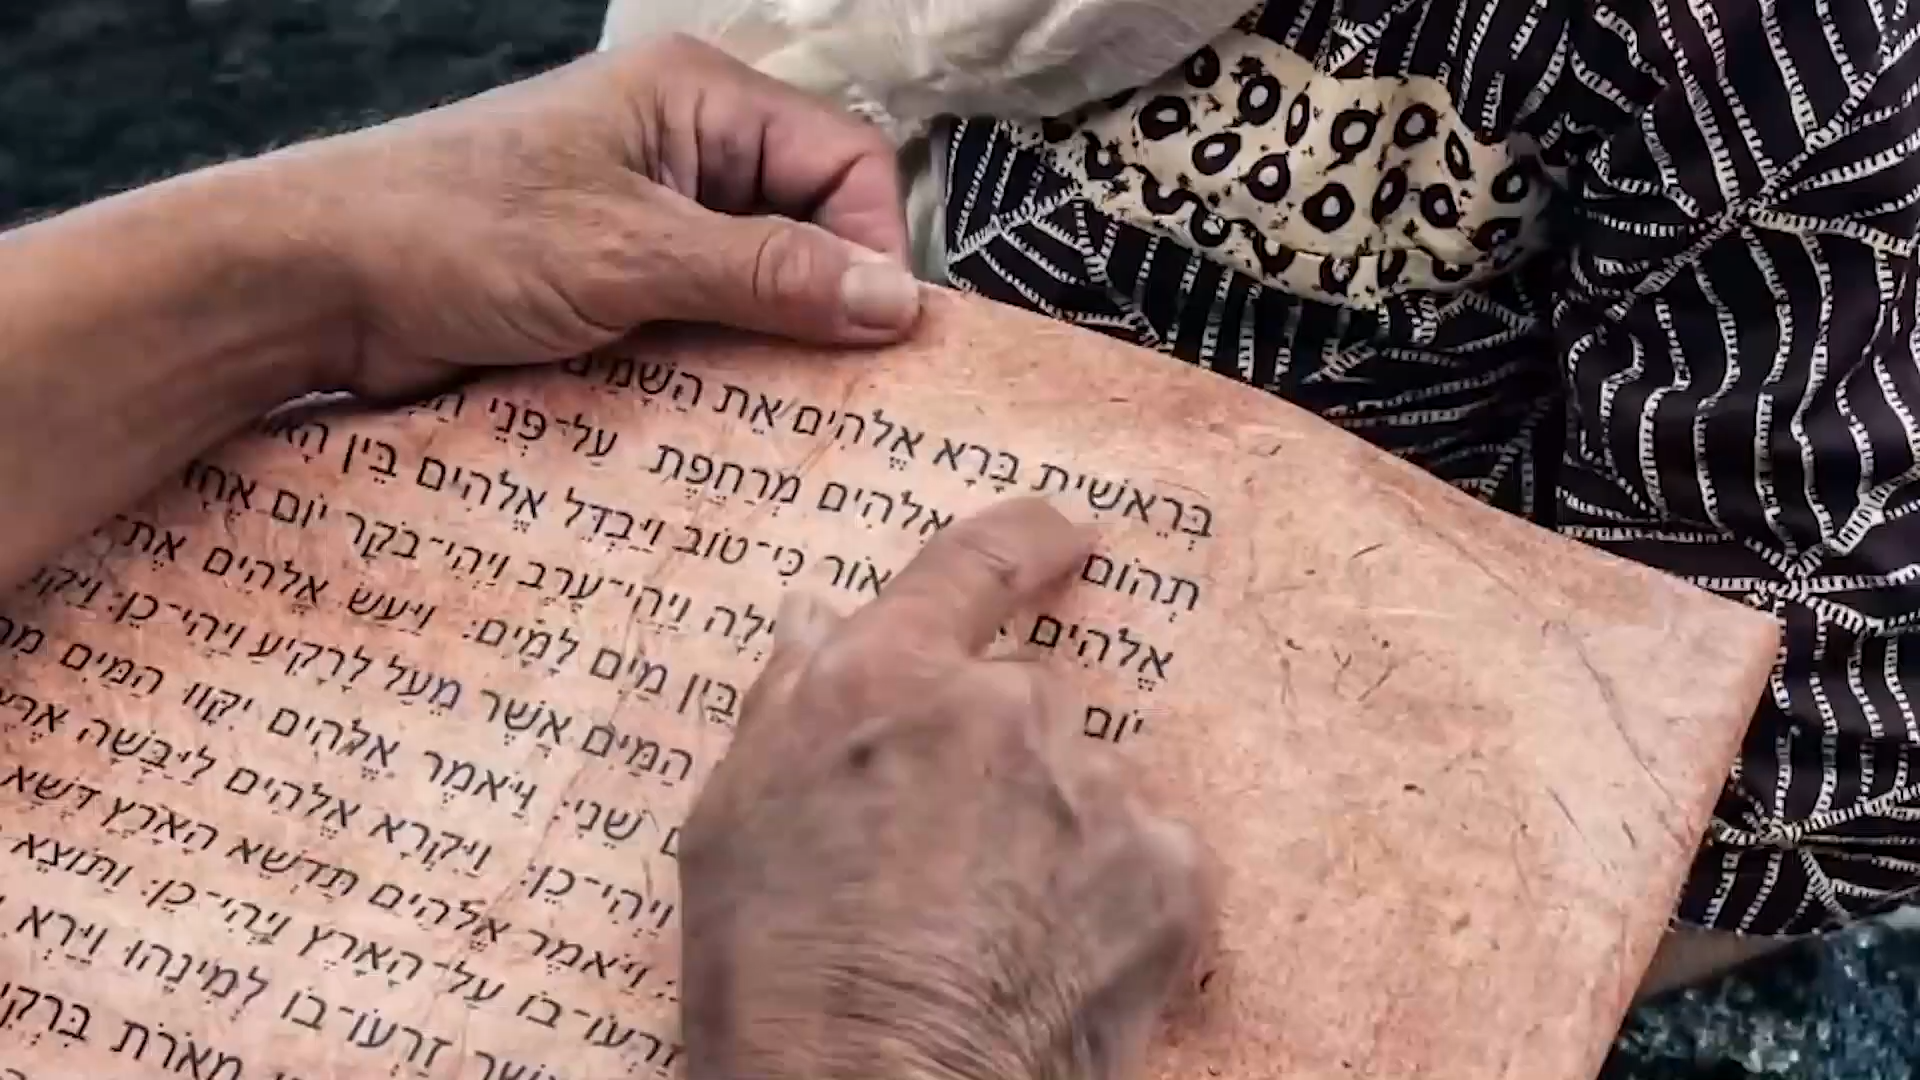 בְּרֵאשִׁית בָּרָא אֱלֹהִים אֵת הַשָּׁמַיִם
תְהוֹם אֱלֹהִים מְרַחֶפֶת עַל־פְּנֵי
אֱלֹהִים אוֹר כִּי־טוֹב וַיַּבְדֵּל אֱלֹהִים בֵּין
יוֹם וַיְהִי־עֶרֶב וַיְהִי־בֹקֶר יוֹם אֶחָד
בֵּין מַיִם לָמָיִם׃ וַיַּעַשׂ אֱלֹהִים אֶת־
הַמַּיִם אֲשֶׁר מֵעַל לָרָקִיעַ וַיְהִי־כֵן׃
שֵׁנִי׃ וַיֹּאמֶר אֱלֹהִים יִקָּווּ הַמַּיִם
וַיְהִי־כֵן׃ וַיִּקְרָא אֱלֹהִים לַיַּבָּשָׁה
וַיֹּאמֶר אֱלֹהִים תַּדְשֵׁא הָאָרֶץ דֶּשֶׁא
זַרְעוֹ־בוֹ עַל־הָאָרֶץ וַיְהִי־כֵן׃ וַתּוֹצֵא
זַרְעוֹ־בוֹ לְמִינֵהוּ וַיַּרְא
מְאֹרֹת